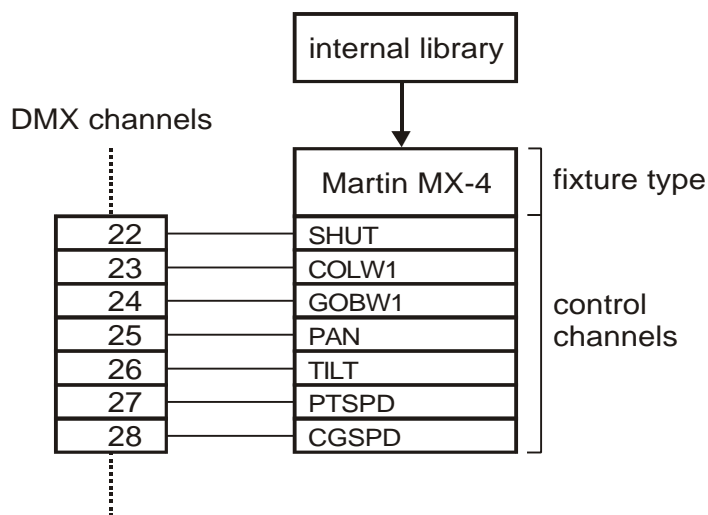 internal library
DMX channels
Martin MX-4
fixture type
22 SHUT
23 COLW1
24 GOBW1
25 PAN
26 TILT
27 PTSPD
28 CGSPD
control
channels